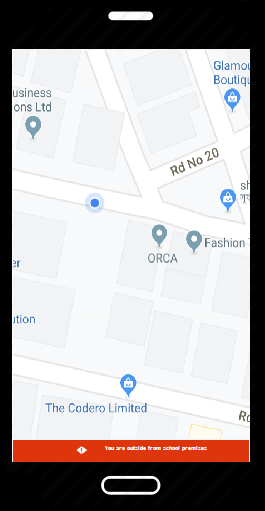 Glamou
Boutiqu
usiness
ons Ltd
Rd No 20
sh
ORCA
Fashion
er
ution
The Codero Limited
Ro
You are outside from school premises